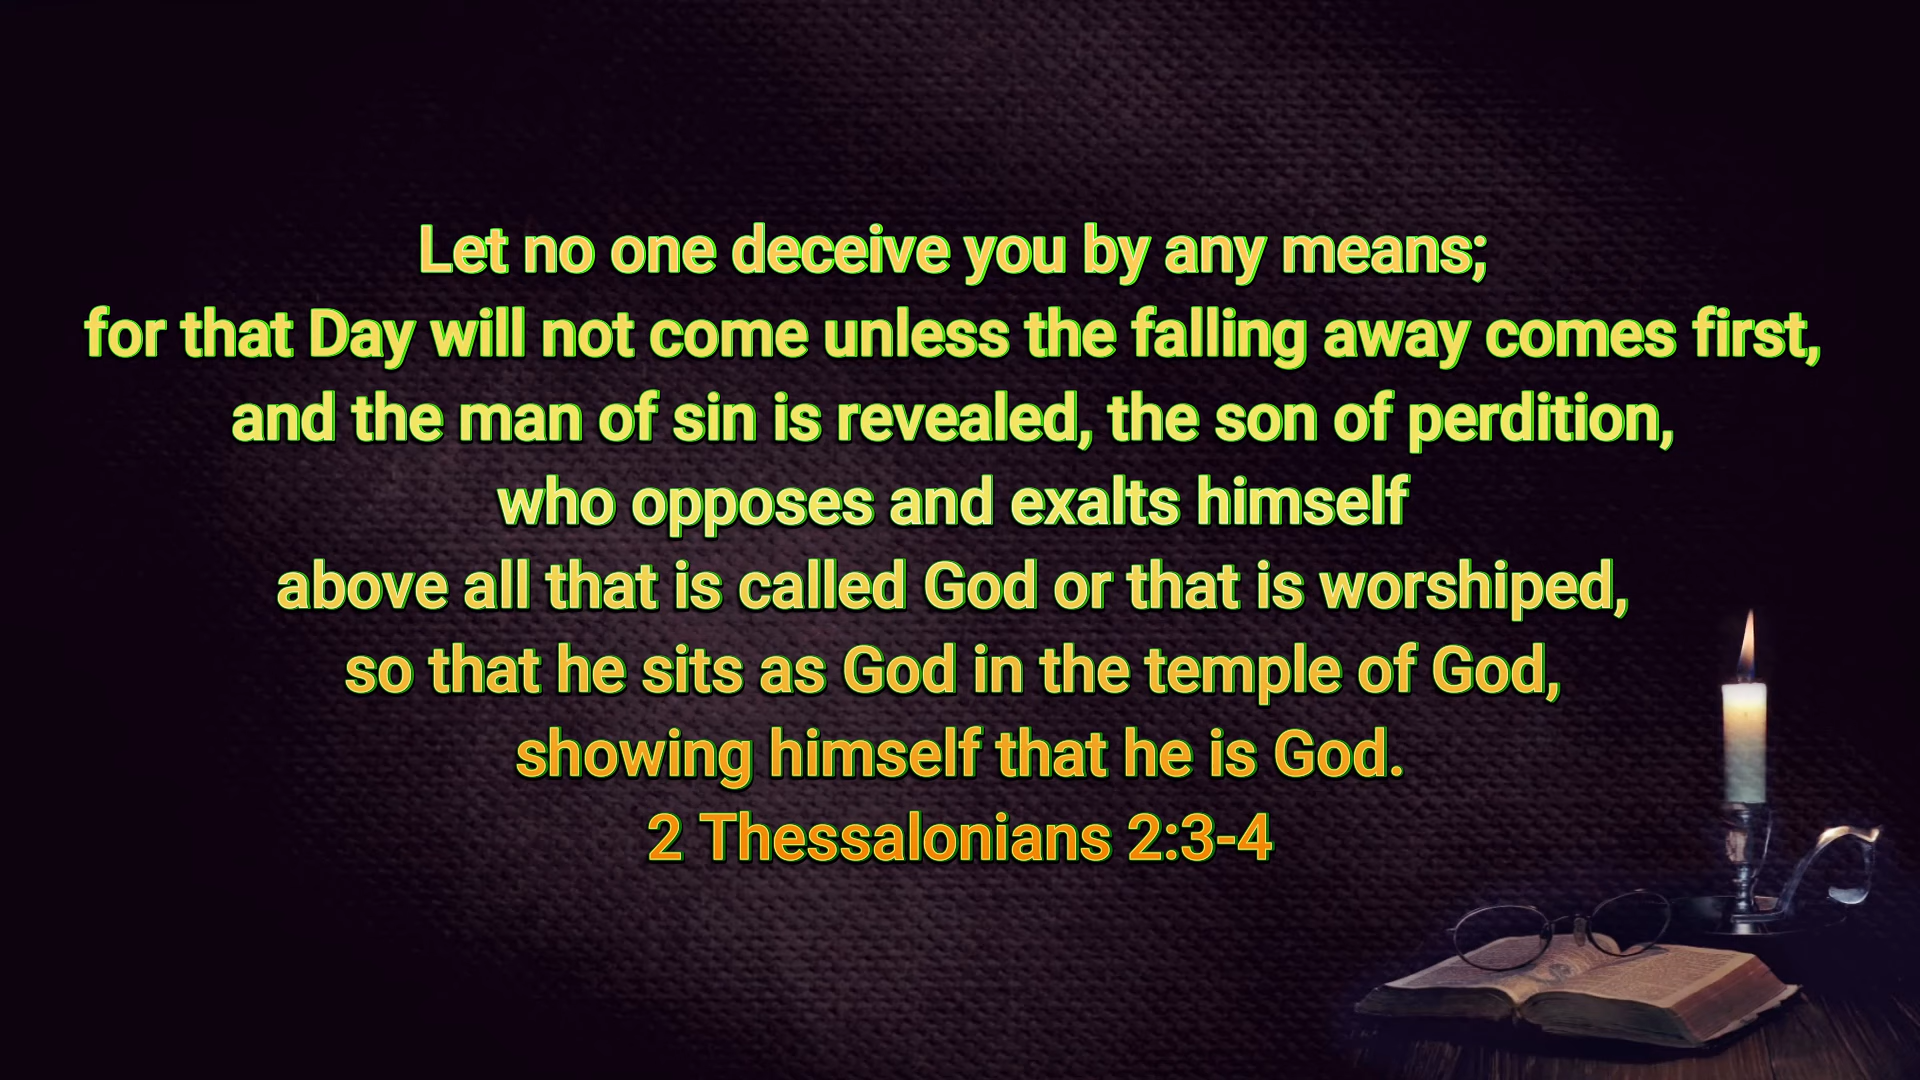 Let no one deceive you by any means;
for that Day will not come unless the falling away comes first,
and the man of sin is revealed, the son of perdition,
who opposes and exalts himself
above all that is called God or that is worshiped,
so that he sits as God in the temple of God,
showing himself that he is God.
2 Thessalonians 2:3-4